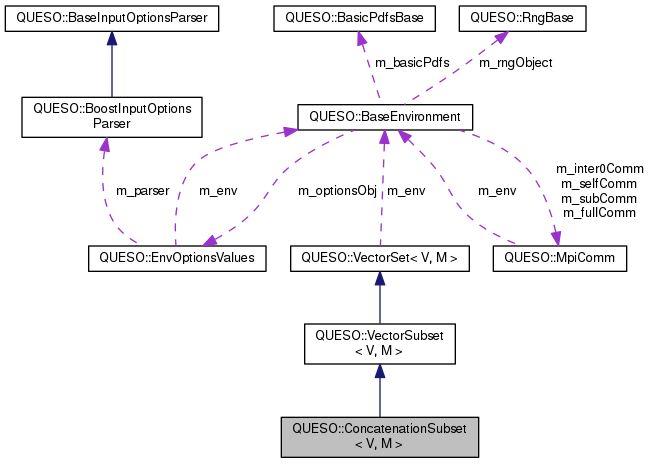 QUESO::BaseInputOptionsParser
QUESO::BasicPdfsBase
QUESO::RngBase
m_basicPdfs
m_rngObject
QUESO::BoostInputOptions
Parser
QUESO::BaseEnvironment
m_parser
m_env
m_optionsObj
m_env
m_env
m_inter0Comm
m_selfComm
m_subComm
m_fullComm
QUESO::EnvOptionsValues
QUESO::VectorSet< V, M >
QUESO::MpiComm
QUESO::VectorSubset
< V, M >
QUESO::ConcatenationSubset
< V, M >